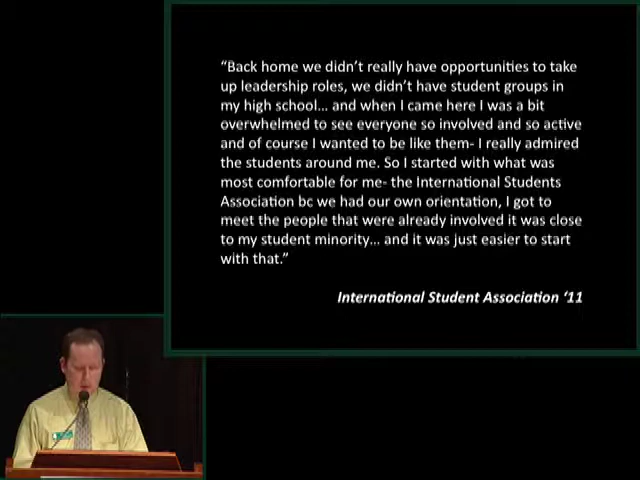 “Back home we didn’t really have opportunities to take
up leadership roles, we didn’t have student groups in
my high school… and when I came here I was a bit
overwhelmed to see everyone so involved and so active
and of course I wanted to be like them- I really admired
the students around me. So I started with what was
most comfortable for me- the International Students
Association bc we had our own orientation, I got to
meet the people that were already involved it was close
to my student minority… and it was just easier to start
with that.”
International Student Association ‘11